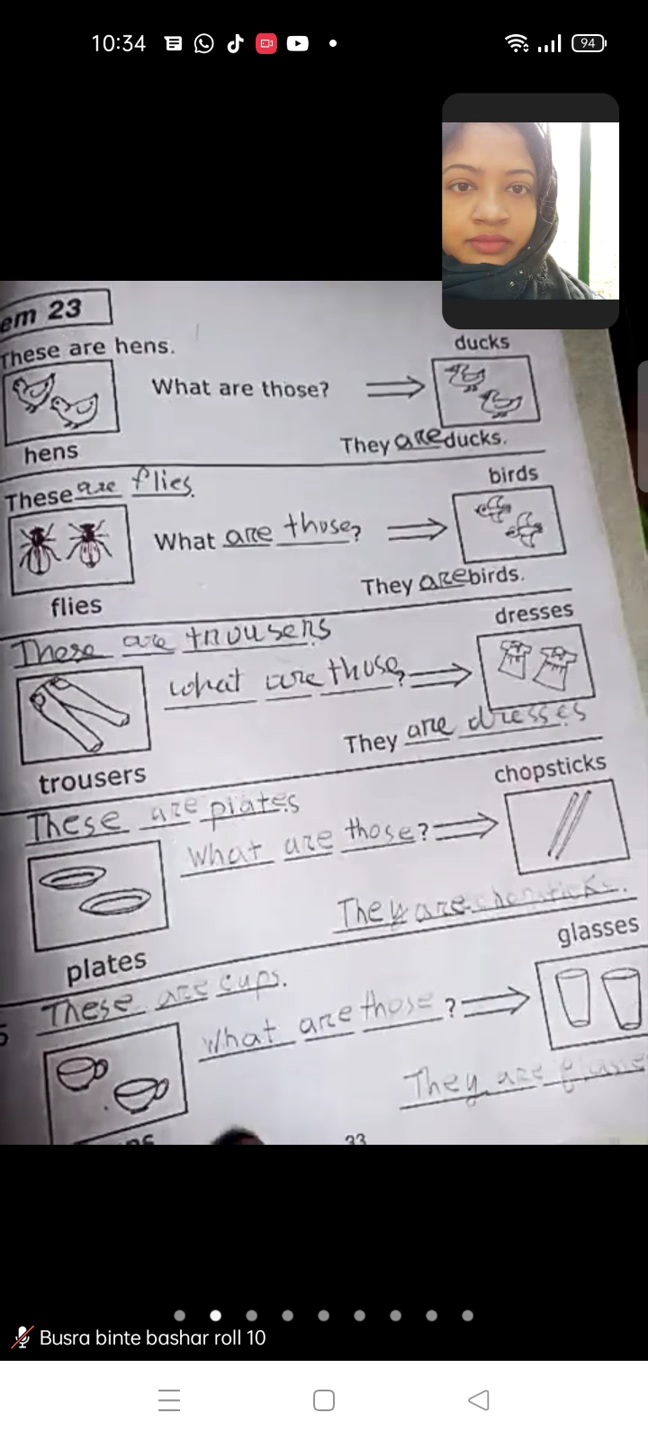 10:34
94
em 23
These are hens.
ducks
What are those?
hens
They are ducks.
These are flies.
birds
What are those?
flies
They are birds.
These are trousers
dresses
What are those?
They are dresses
trousers
These are plates
chopsticks
What are those?
They are chopsticks.
plates
glasses
These are cups.
What are those?
They are
33
Busra binte bashar roll 10